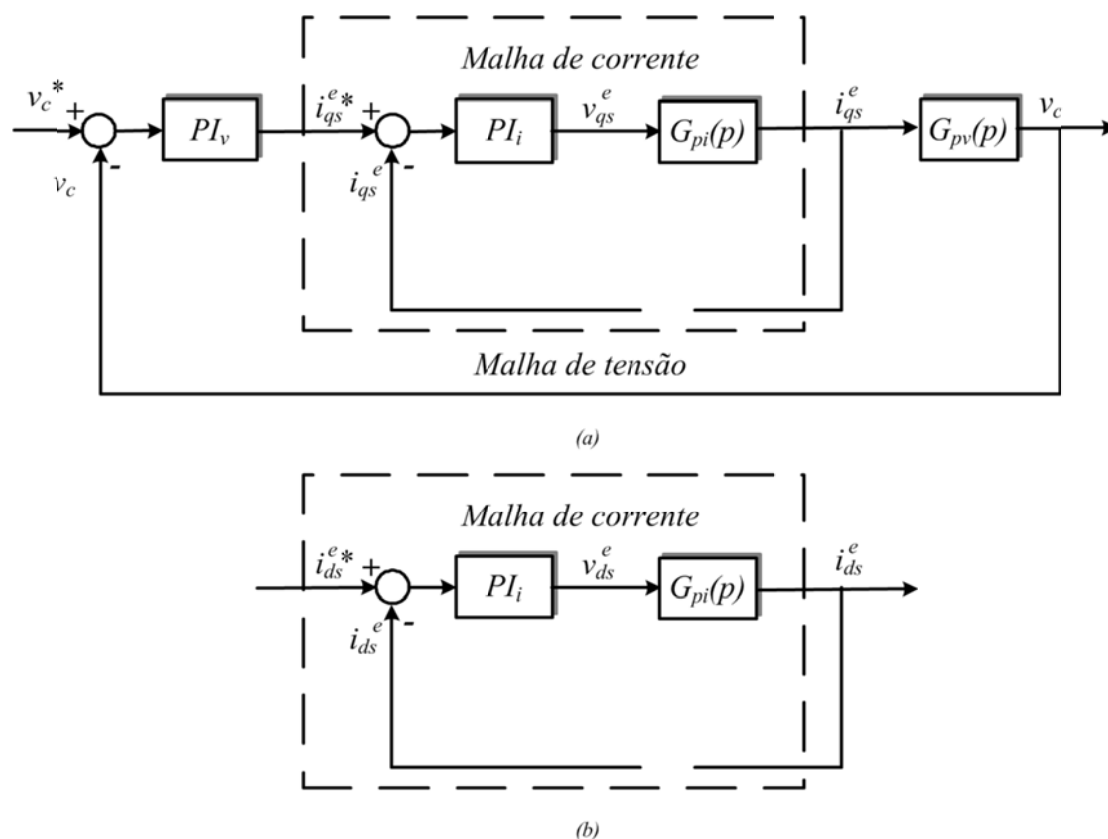 Malha de corrente
v_c* + i_qs^e* + v_qs^e i_qs^e v_c
PI_v PI_i G_pi(p) G_pv(p)
- -
v_c i_qs^e
Malha de tensão
(a)
Malha de corrente
i_ds^e* + v_ds^e i_ds^e
PI_i G_pi(p)
-
i_ds^e
(b)